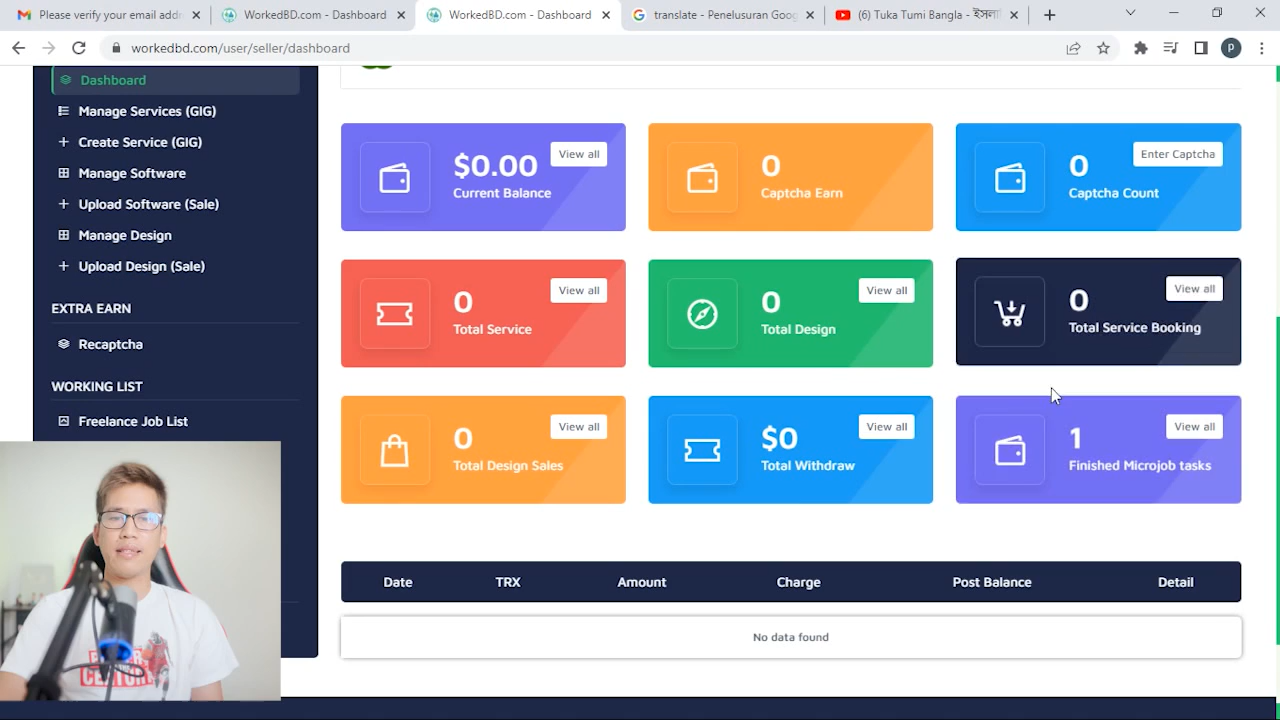 Please verify your email addr
WorkedBD.com - Dashboard
WorkedBD.com - Dashboard
translate - Penelusuran Goog
(6) Tuka Tumi Bangla - ইসলা
workedbd.com/user/seller/dashboard
P
Dashboard
Manage Services (GIG)
Create Service (GIG)
Manage Software
Upload Software (Sale)
Manage Design
Upload Design (Sale)
EXTRA EARN
Recaptcha
WORKING LIST
Freelance Job List
$0.00
Current Balance
View all
0
Captcha Earn
0
Captcha Count
Enter Captcha
0
Total Service
View all
0
Total Design
View all
0
Total Service Booking
View all
0
Total Design Sales
View all
$0
Total Withdraw
View all
1
Finished Microjob tasks
View all
Date TRX Amount Charge Post Balance Detail
No data found